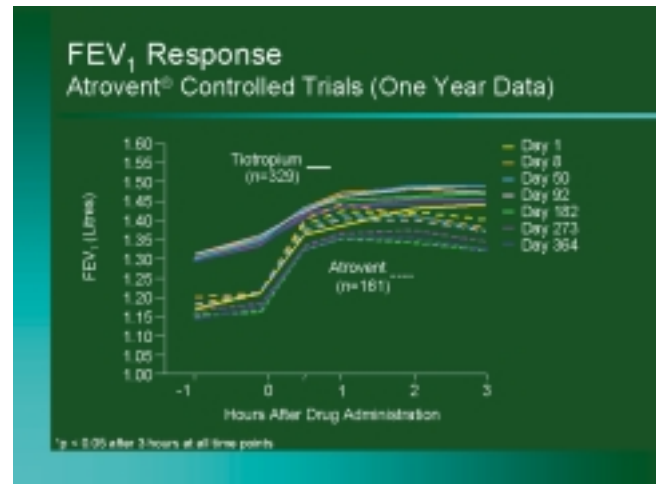 FEV₁ Response
Atrovent® Controlled Trials (One Year Data)
1.60
1.55
1.50
1.45
1.40
1.35
1.30
1.25
1.20
1.15
1.10
1.05
1.00
FEV₁ (Litres)
Tiotropium
(n=329)
Atrovent
(n=161)
Day 1
Day 8
Day 50
Day 92
Day 182
Day 273
Day 364
-1 0 1 2 3
Hours After Drug Administration
*p < 0.05 after 3 hours at all time points